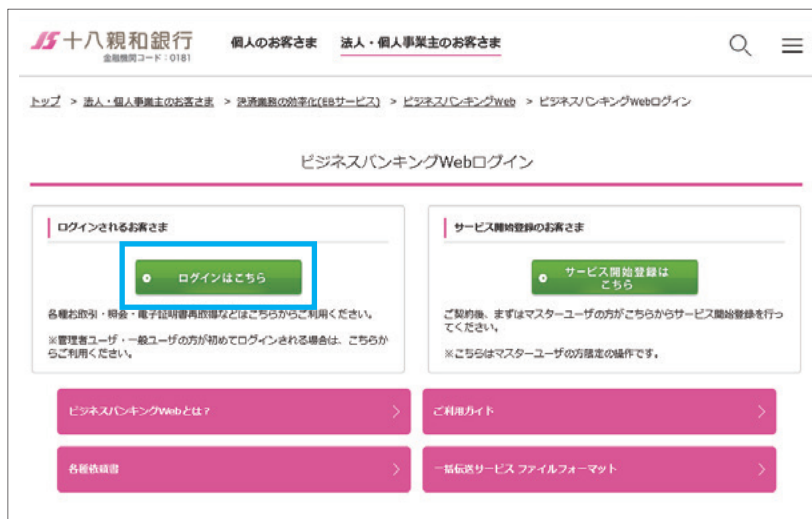 十八親和銀行
金融機関コード：0181
個人のお客さま 法人・個人事業主のお客さま
トップ > 法人・個人事業主のお客さま > 決済業務の効率化(EBサービス) > ビジネスバンキングWeb > ビジネスバンキングWebログイン
ビジネスバンキングWebログイン
ログインされるお客さま
ログインはこちら
各種お取引・照会・電子証明書再取得などはこちらからご利用ください。
※管理者ユーザ・一般ユーザの方が初めてログインされる場合は、こちらか
らご利用ください。
サービス開始登録のお客さま
サービス開始登録は
こちら
ご契約後、まずはマスターユーザの方がこちらからサービス開始登録を行っ
てください。
※こちらはマスターユーザの方限定の操作です。
ビジネスバンキングWebとは？
ご利用ガイド
各種依頼書
一括伝送サービス ファイルフォーマット